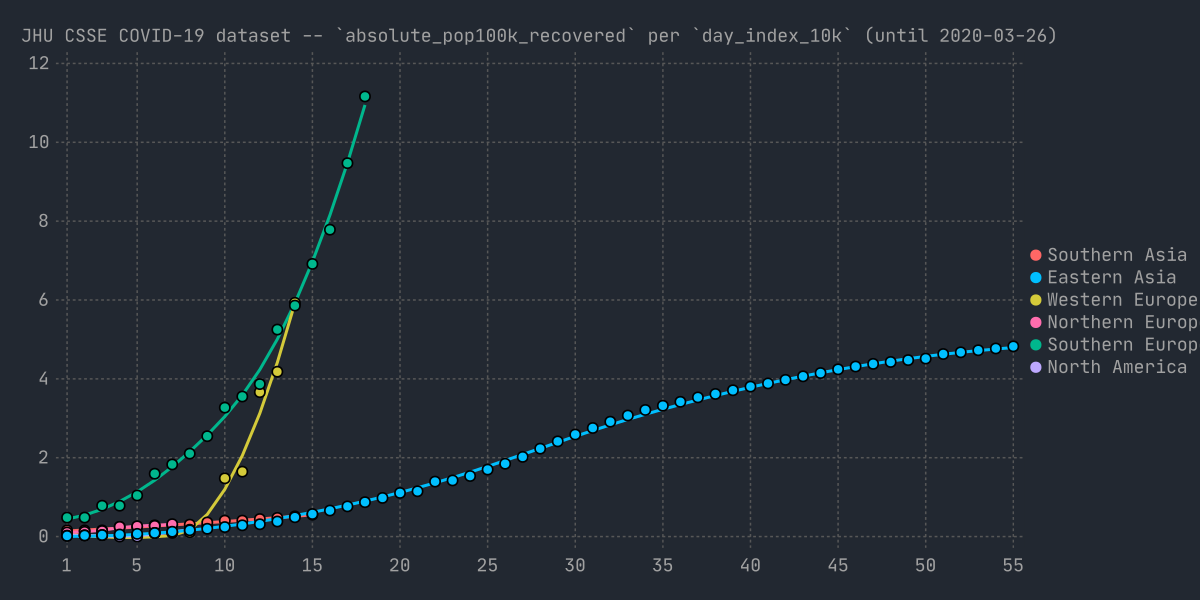 JHU CSSE COVID-19 dataset -- `absolute_pop100k_recovered` per `day_index_10k` (until 2020-03-26)
12
10
8
6
4
2
0
1 5 10 15 20 25 30 35 40 45 50 55
Southern Asia
Eastern Asia
Western Europe
Northern Europ
Southern Europ
North America